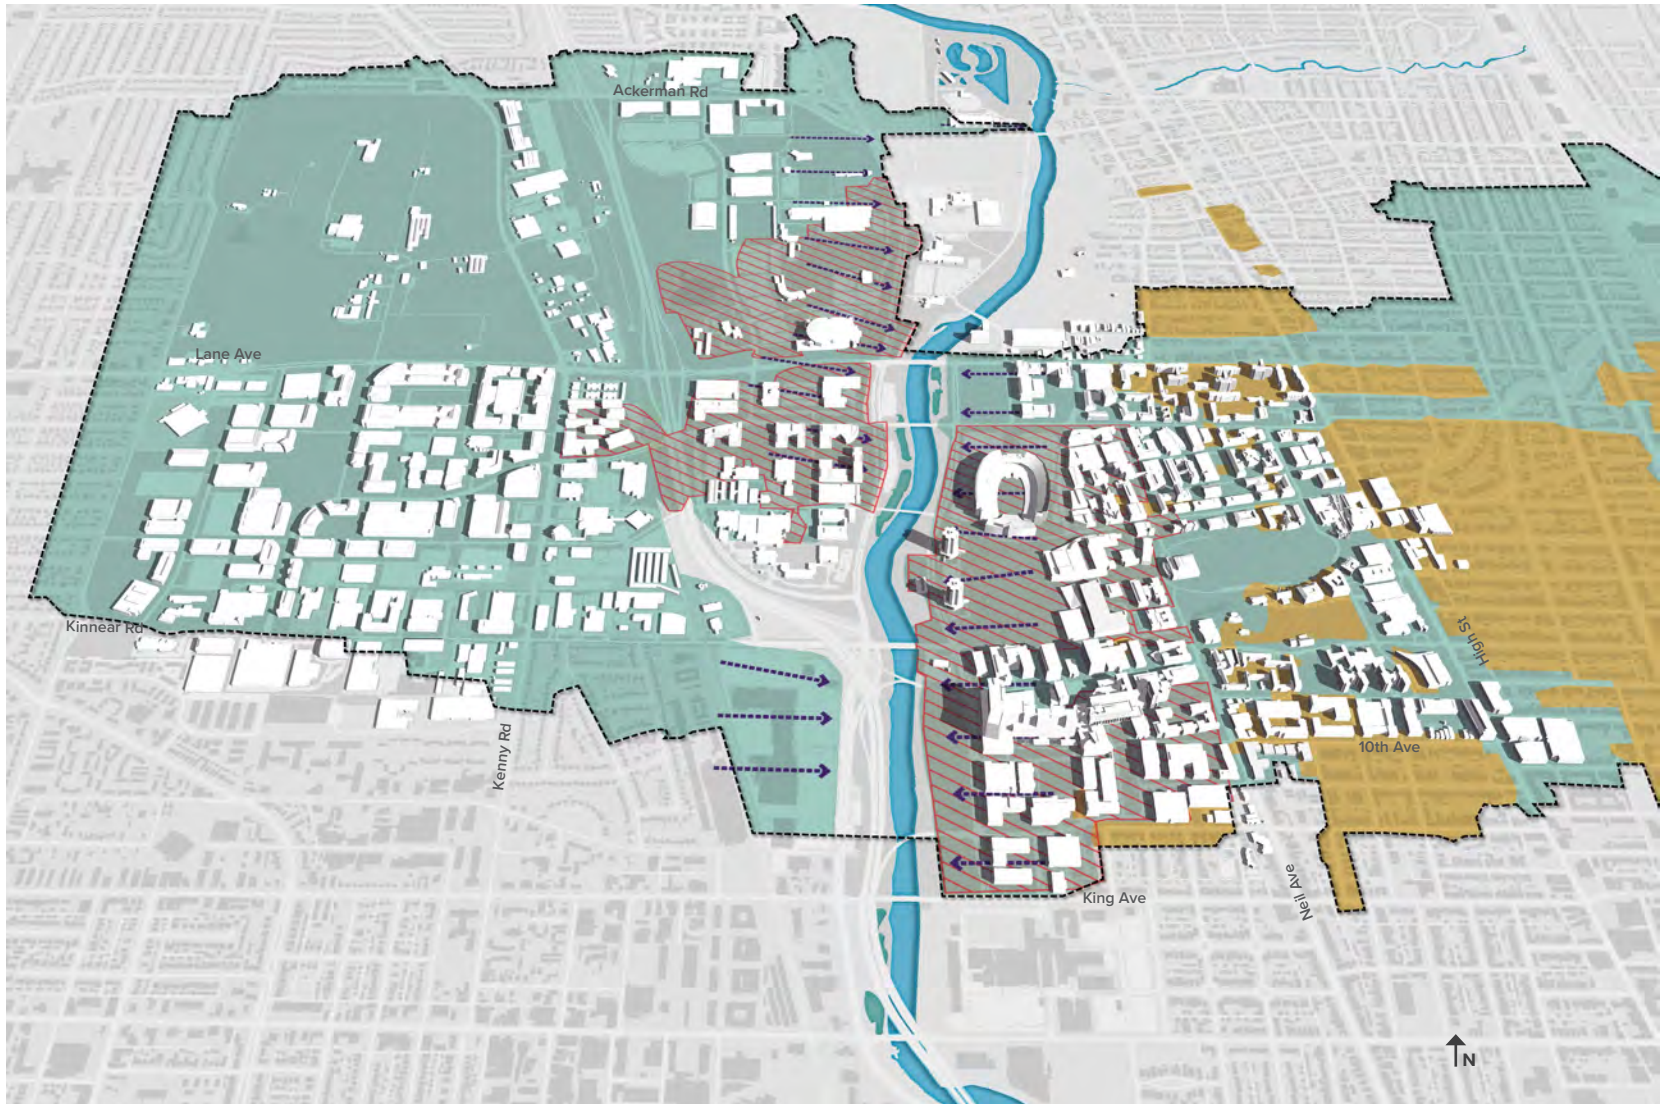 Ackerman Rd
Lane Ave
Kinnear Rd
High St
Kenny Rd
10th Ave
King Ave
Neil Ave
N